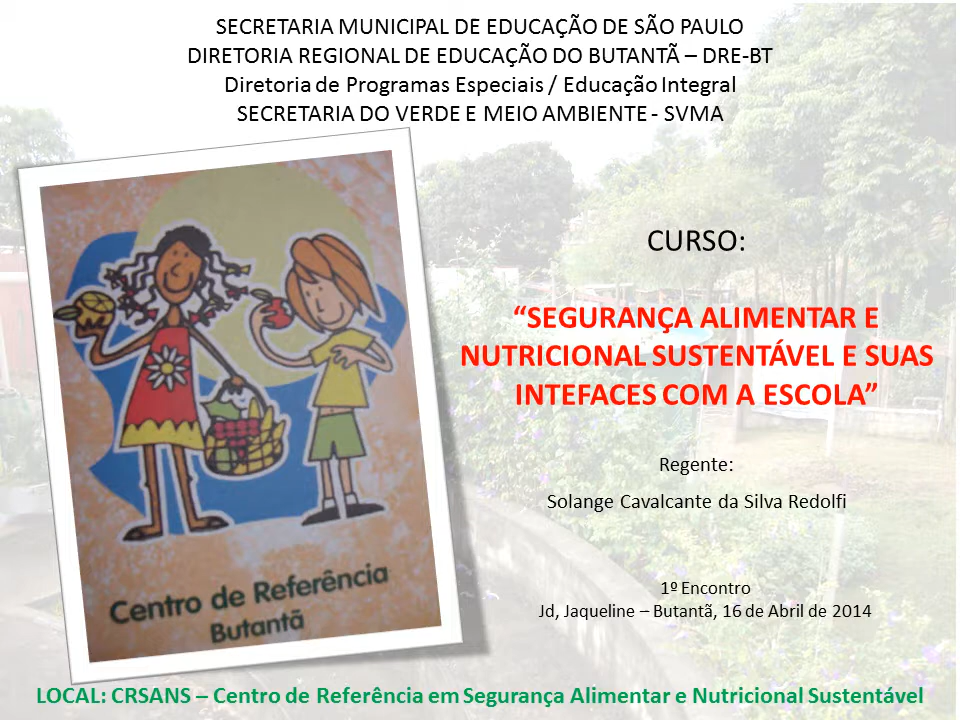 SECRETARIA MUNICIPAL DE EDUCAÇÃO DE SÃO PAULO
DIRETORIA REGIONAL DE EDUCAÇÃO DO BUTANTÃ – DRE-BT
Diretoria de Programas Especiais / Educação Integral
SECRETARIA DO VERDE E MEIO AMBIENTE - SVMA
CURSO:
“SEGURANÇA ALIMENTAR E
NUTRICIONAL SUSTENTÁVEL E SUAS
INTEFACES COM A ESCOLA”
Regente:
Solange Cavalcante da Silva Redolfi
1º Encontro
Jd, Jaqueline – Butantã, 16 de Abril de 2014
Centro de Referência
Butantã
LOCAL: CRSANS – Centro de Referência em Segurança Alimentar e Nutricional Sustentável